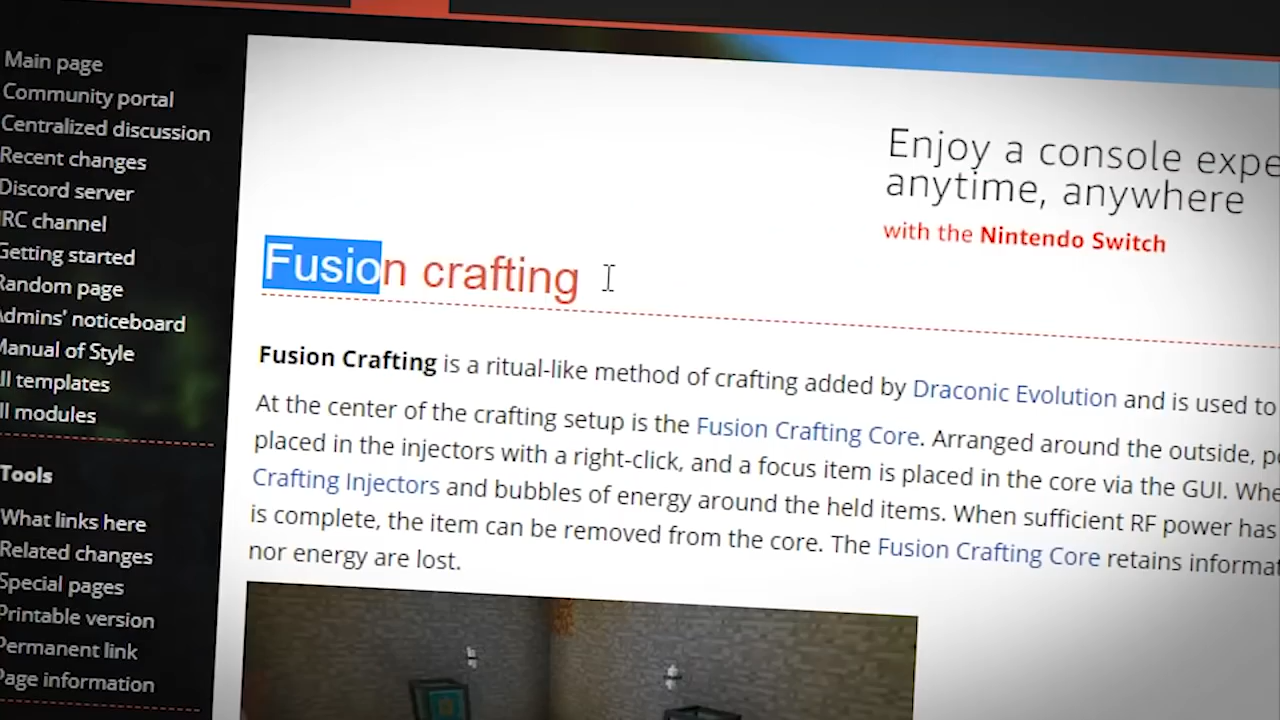 Main page
Community portal
Centralized discussion
Recent changes
Discord server
IRC channel
Getting started
Random page
Admins' noticeboard
Manual of Style
ll templates
ll modules
Tools
What links here
Related changes
Special pages
Printable version
Permanent link
Page information
Enjoy a console expe
anytime, anywhere
with the Nintendo Switch
Fusion crafting
Fusion Crafting is a ritual-like method of crafting added by Draconic Evolution and is used to
At the center of the crafting setup is the Fusion Crafting Core. Arranged around the outside, p
placed in the injectors with a right-click, and a focus item is placed in the core via the GUI. Whe
Crafting Injectors and bubbles of energy around the held items. When sufficient RF power has
is complete, the item can be removed from the core. The Fusion Crafting Core retains informa
nor energy are lost.